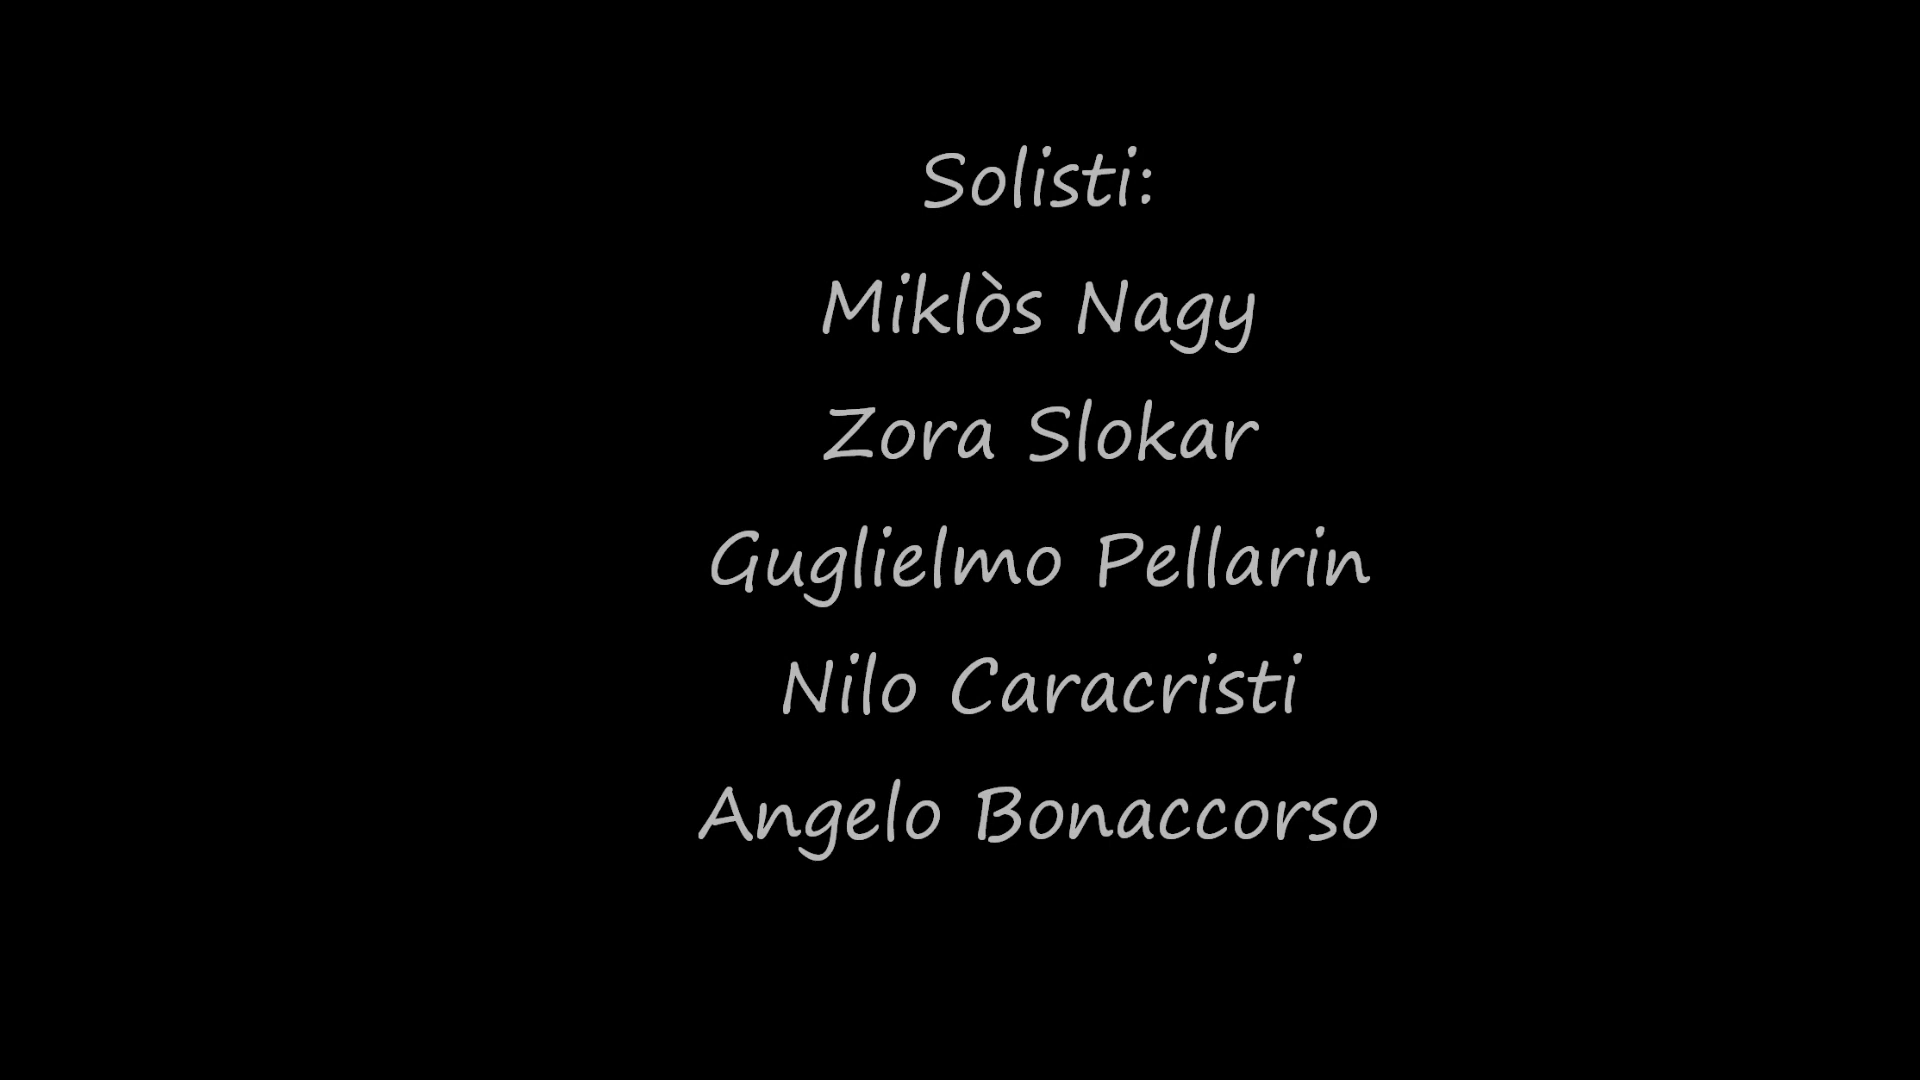 Solisti:
Miklòs Nagy
Zora Slokar
Guglielmo Pellarin
Nilo Caracristi
Angelo Bonaccorso